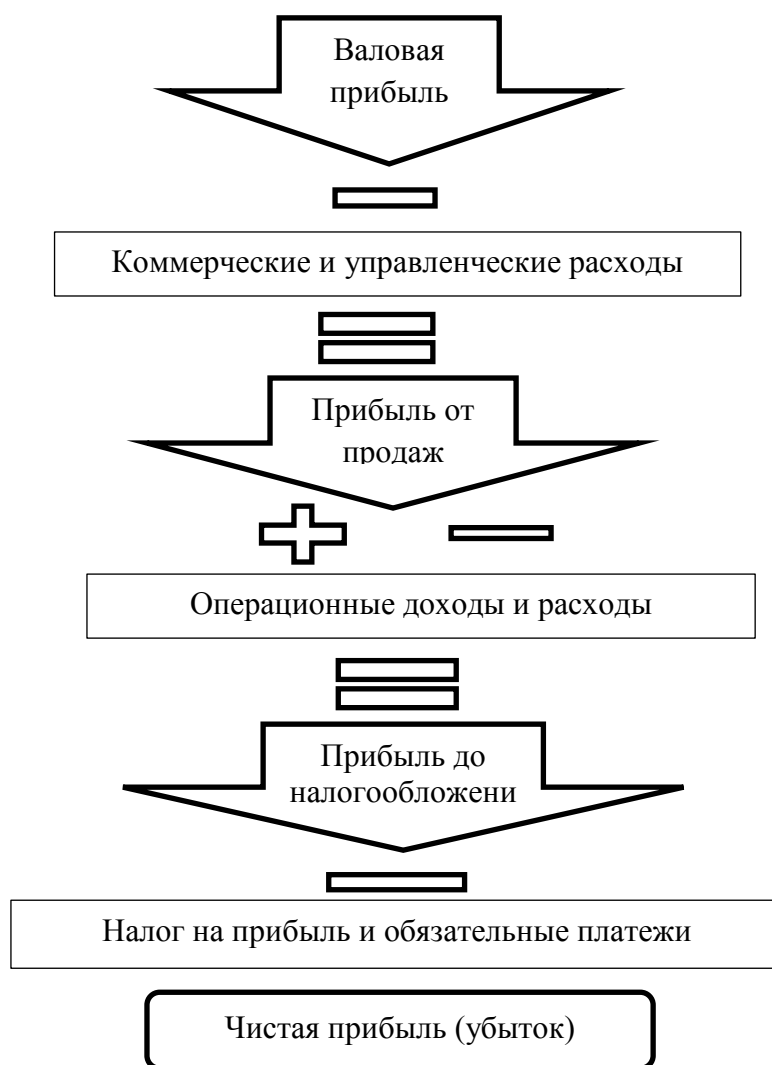 Валовая
прибыль
Коммерческие и управленческие расходы
Прибыль от
продаж
Операционные доходы и расходы
Прибыль до
налогообложени
Налог на прибыль и обязательные платежи
Чистая прибыль (убыток)